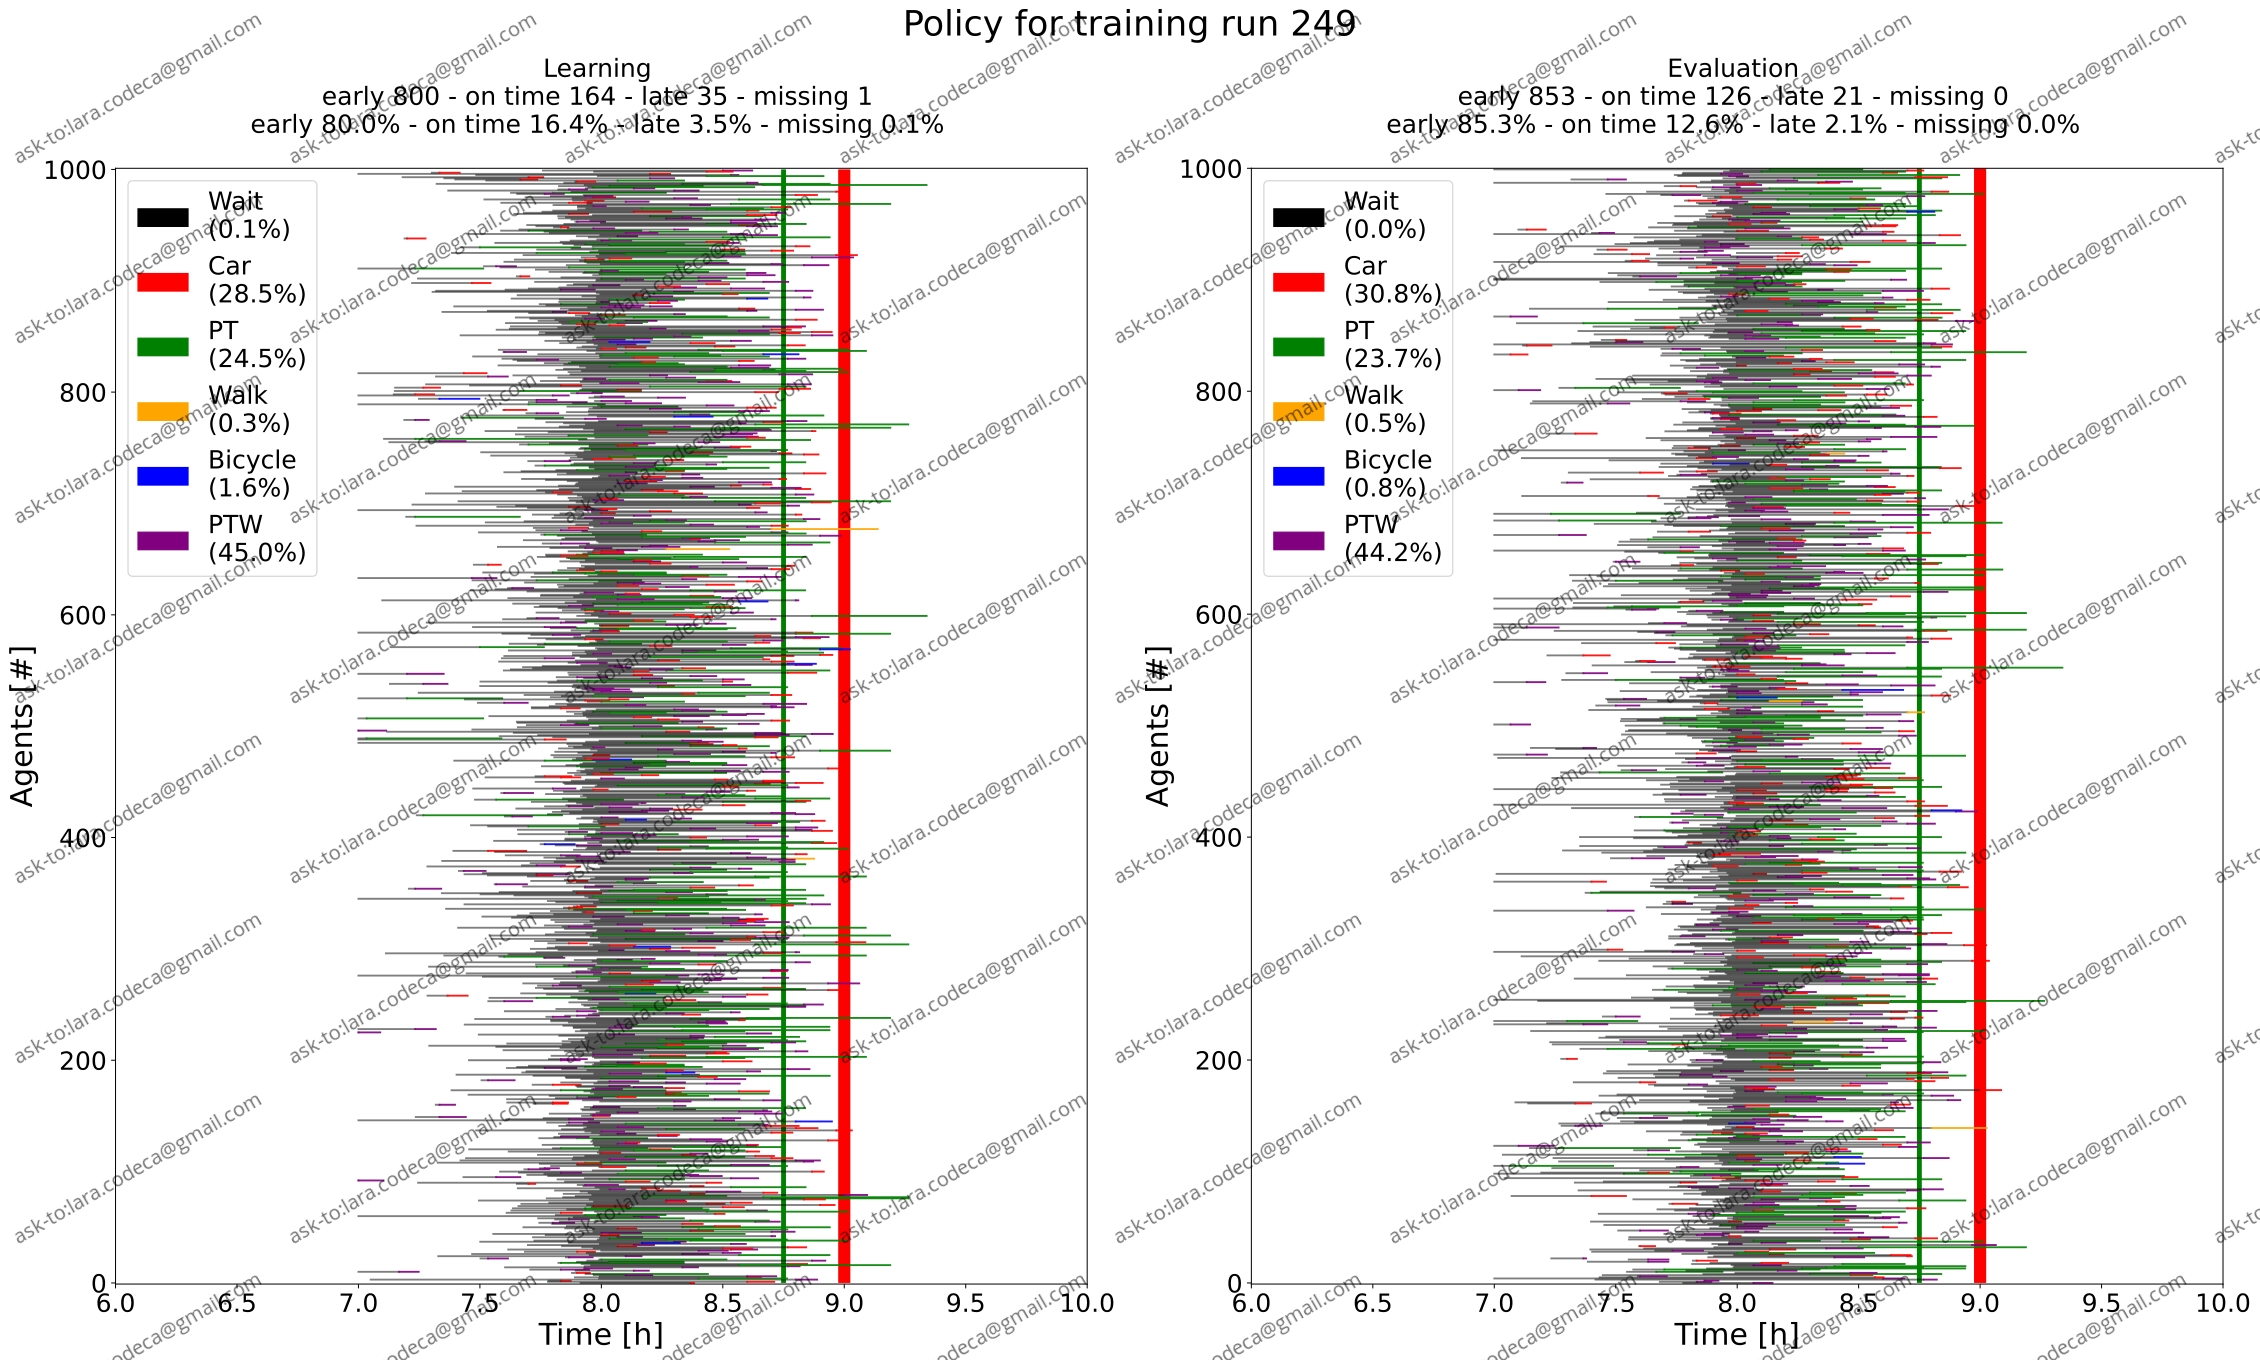 Policy for training run 249
Learning
early 800 - on time 164 - late 35 - missing 1
early 80.0% - on time 16.4% - late 3.5% - missing 0.1%
1000
800
600
400
200
0
Agents [#]
Wait
(0.1%)
Car
(28.5%)
PT
(24.5%)
Walk
(0.3%)
Bicycle
(1.6%)
PTW
(45.0%)
6.0 6.5 7.0 7.5 8.0 8.5 9.0 9.5 10.0
Time [h]
Evaluation
early 853 - on time 126 - late 21 - missing 0
early 85.3% - on time 12.6% - late 2.1% - missing 0.0%
1000
800
600
400
200
0
Agents [#]
Wait
(0.0%)
Car
(30.8%)
PT
(23.7%)
Walk
(0.5%)
Bicycle
(0.8%)
PTW
(44.2%)
6.0 6.5 7.0 7.5 8.0 8.5 9.0 9.5 10.0
Time [h]
ask-to:lara.codeca@gmail.com